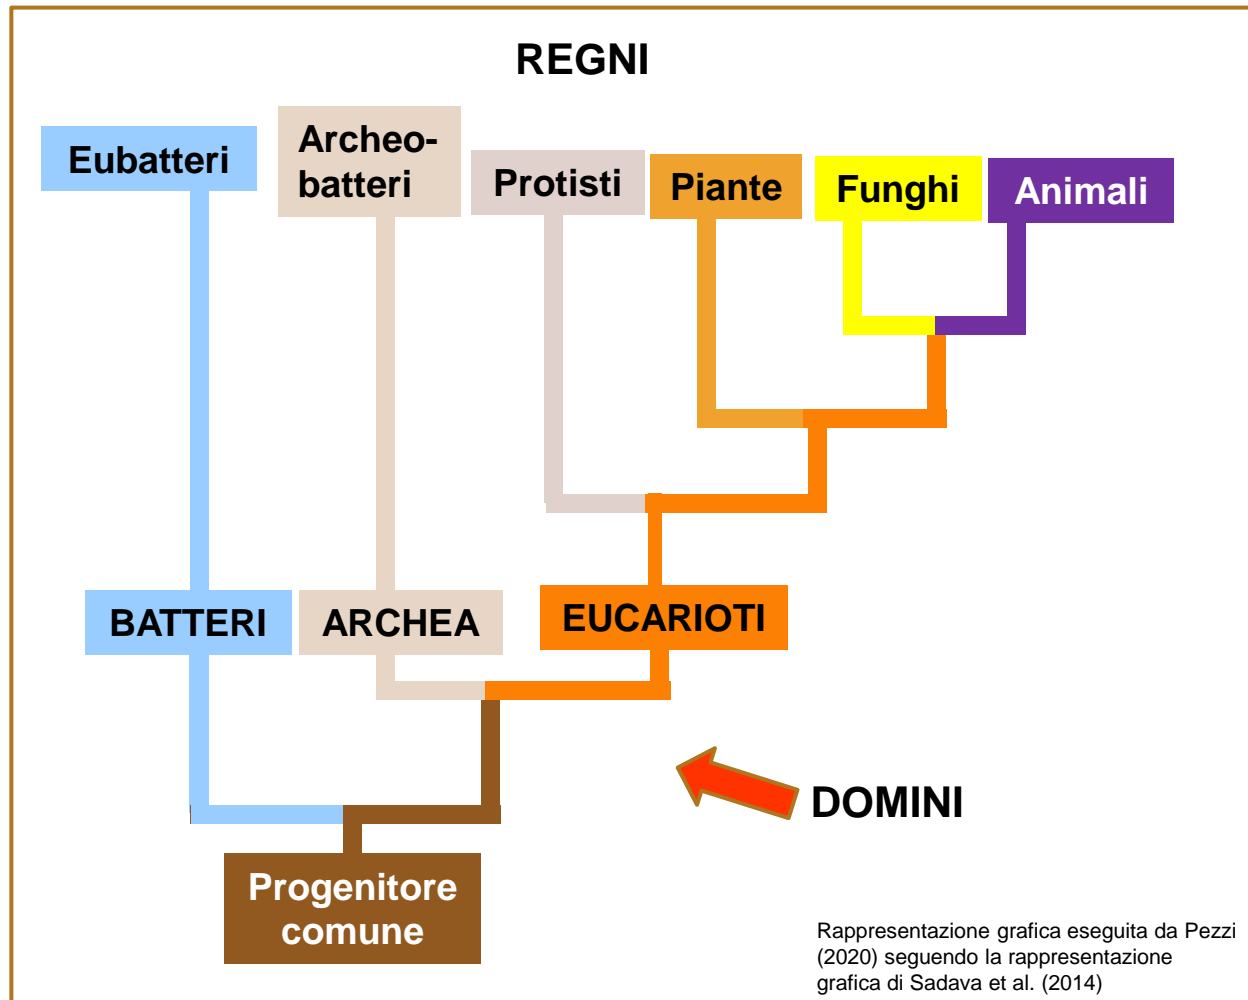 REGNI
Eubatteri
Archeo-
batteri
Protisti
Piante
Funghi
Animali
BATTERI
ARCHEA
EUCARIOTI
DOMINI
Progenitore
comune
Rappresentazione grafica eseguita da Pezzi
(2020) seguendo la rappresentazione
grafica di Sadava et al. (2014)